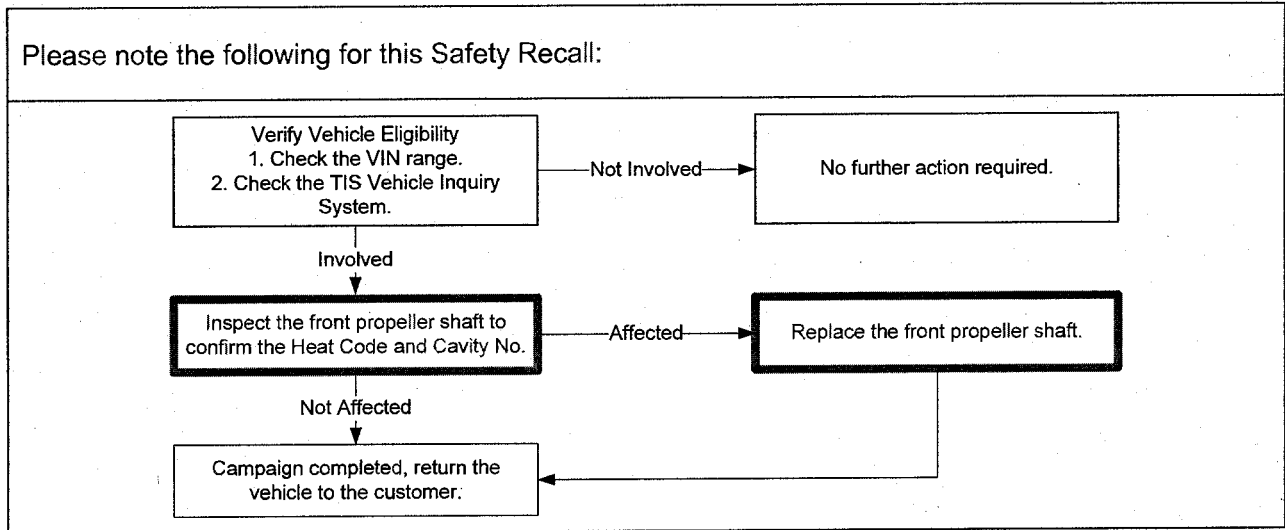 Please note the following for this Safety Recall:
Verify Vehicle Eligibility
1. Check the VIN range.
2. Check the TIS Vehicle Inquiry
System.
Not Involved
No further action required.
Involved
Inspect the front propeller shaft to
confirm the Heat Code and Cavity No.
Affected
Replace the front propeller shaft.
Not Affected
Campaign completed, return the
vehicle to the customer.